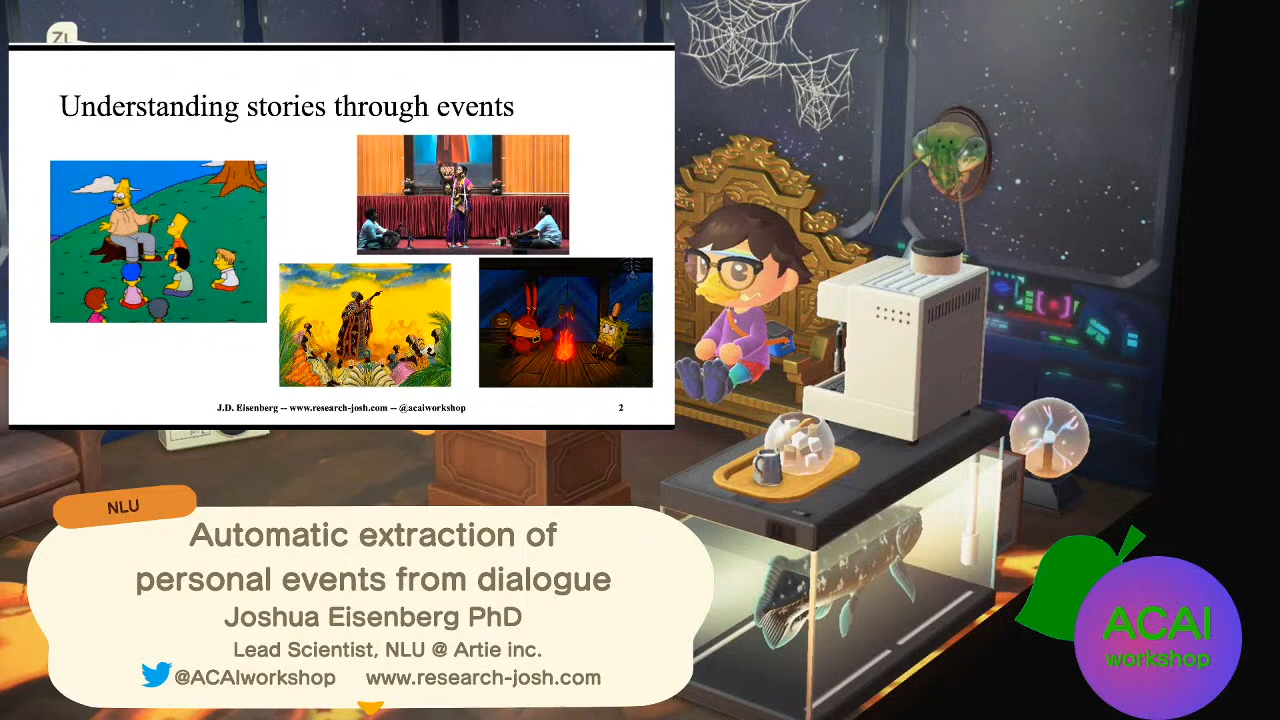 ZL
Understanding stories through events
J.D. Eisenberg -- www.research-josh.com -- @acaiworkshop
2
NLU
Automatic extraction of
personal events from dialogue
Joshua Eisenberg PhD
Lead Scientist, NLU @ Artie inc.
@ACAIworkshop www.research-josh.com
ACAI
workshop